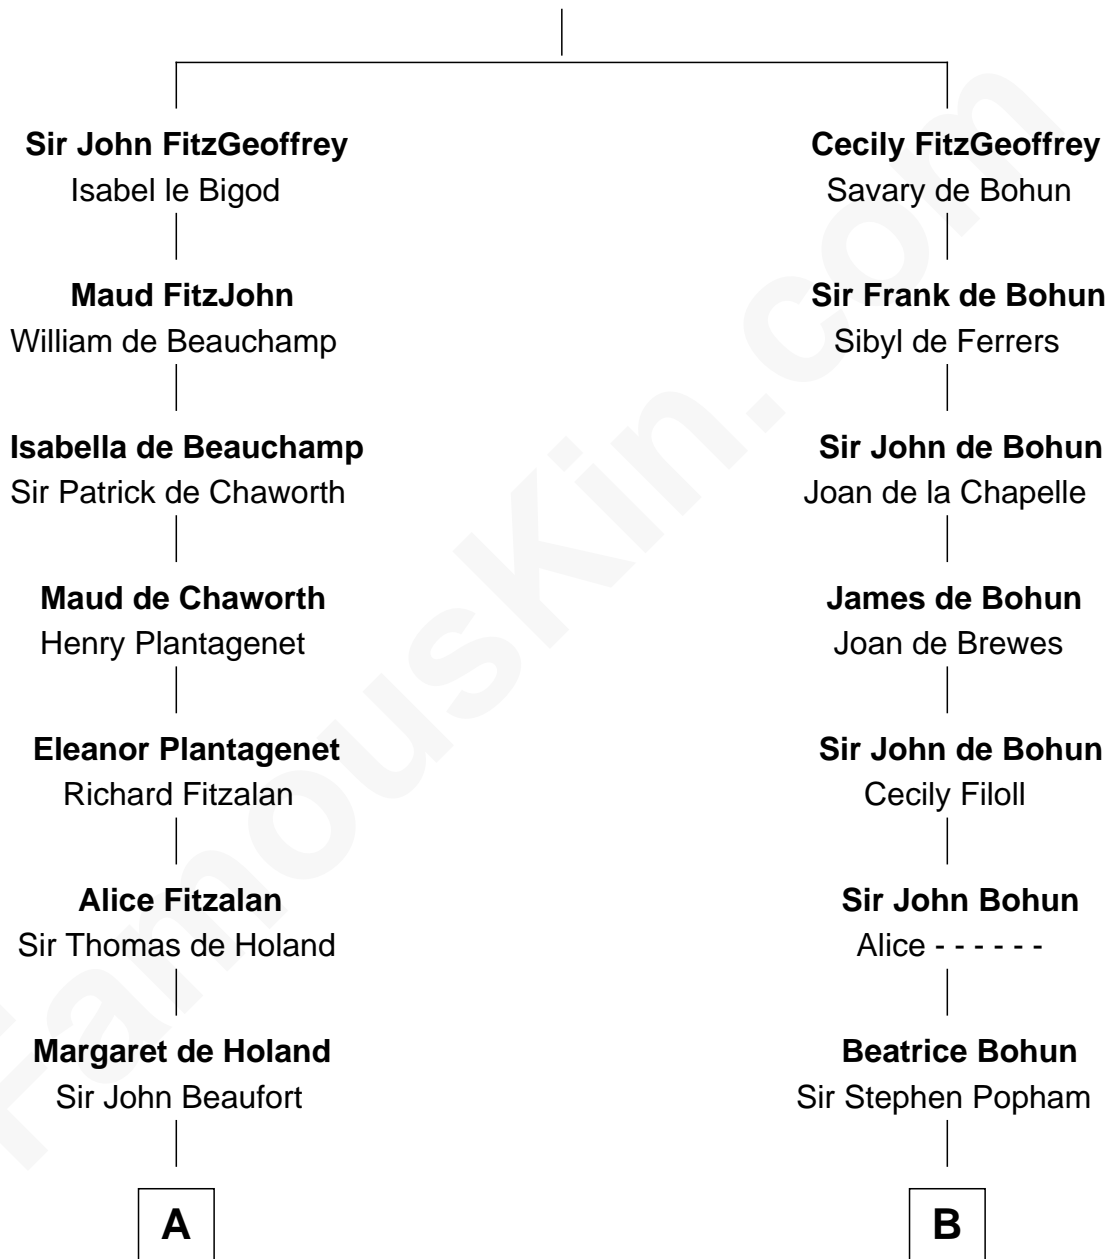 Sir John FitzGeoffrey
Isabel le Bigod
Maud FitzJohn
William de Beauchamp
Isabella de Beauchamp
Sir Patrick de Chaworth
Maud de Chaworth
Henry Plantagenet
Eleanor Plantagenet
Richard Fitzalan
Alice Fitzalan
Sir Thomas de Holand
Margaret de Holand
Sir John Beaufort
A
Cecily FitzGeoffrey
Savary de Bohun
Sir Frank de Bohun
Sibyl de Ferrers
Sir John de Bohun
Joan de la Chapelle
James de Bohun
Joan de Brewes
Sir John de Bohun
Cecily Filoll
Sir John Bohun
Alice - - - - - -
Beatrice Bohun
Sir Stephen Popham
B
FamousKin.com